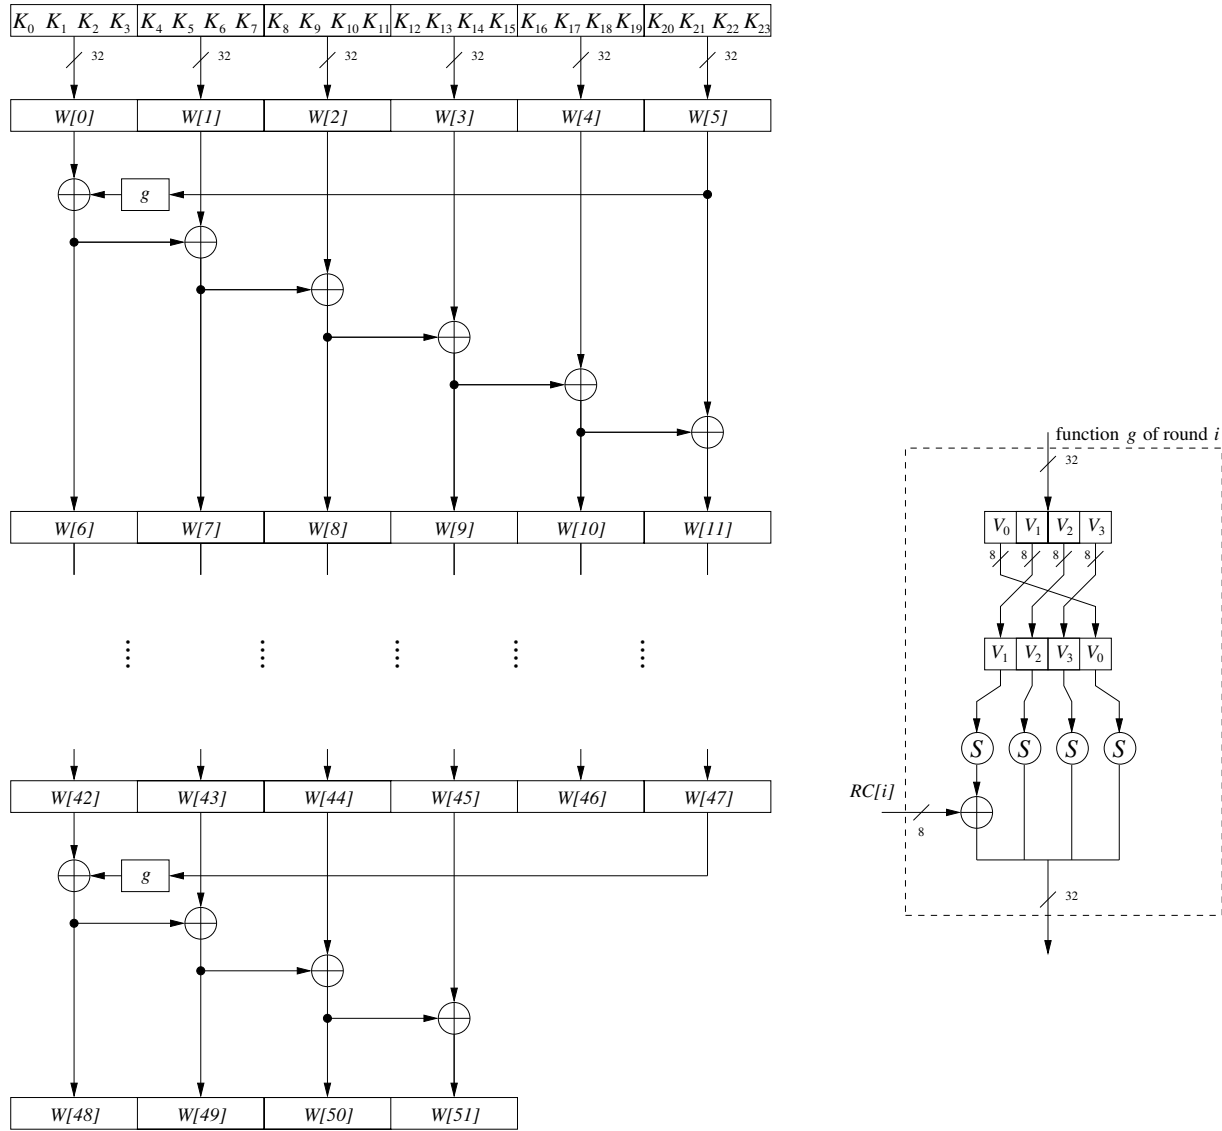 K₀ K₁ K₂ K₃ K₄ K₅ K₆ K₇ K₈ K₉ K₁₀ K₁₁ K₁₂ K₁₃ K₁₄ K₁₅ K₁₆ K₁₇ K₁₈ K₁₉ K₂₀ K₂₁ K₂₂ K₂₃
32 32 32 32 32 32
W[0] W[1] W[2] W[3] W[4] W[5]
g
W[6] W[7] W[8] W[9] W[10] W[11]
W[42] W[43] W[44] W[45] W[46] W[47]
g
W[48] W[49] W[50] W[51]
function g of round i
32
V₀ V₁ V₂ V₃
8 8 8 8
V₁ V₂ V₃ V₀
S S S S
RC[i]
8
32